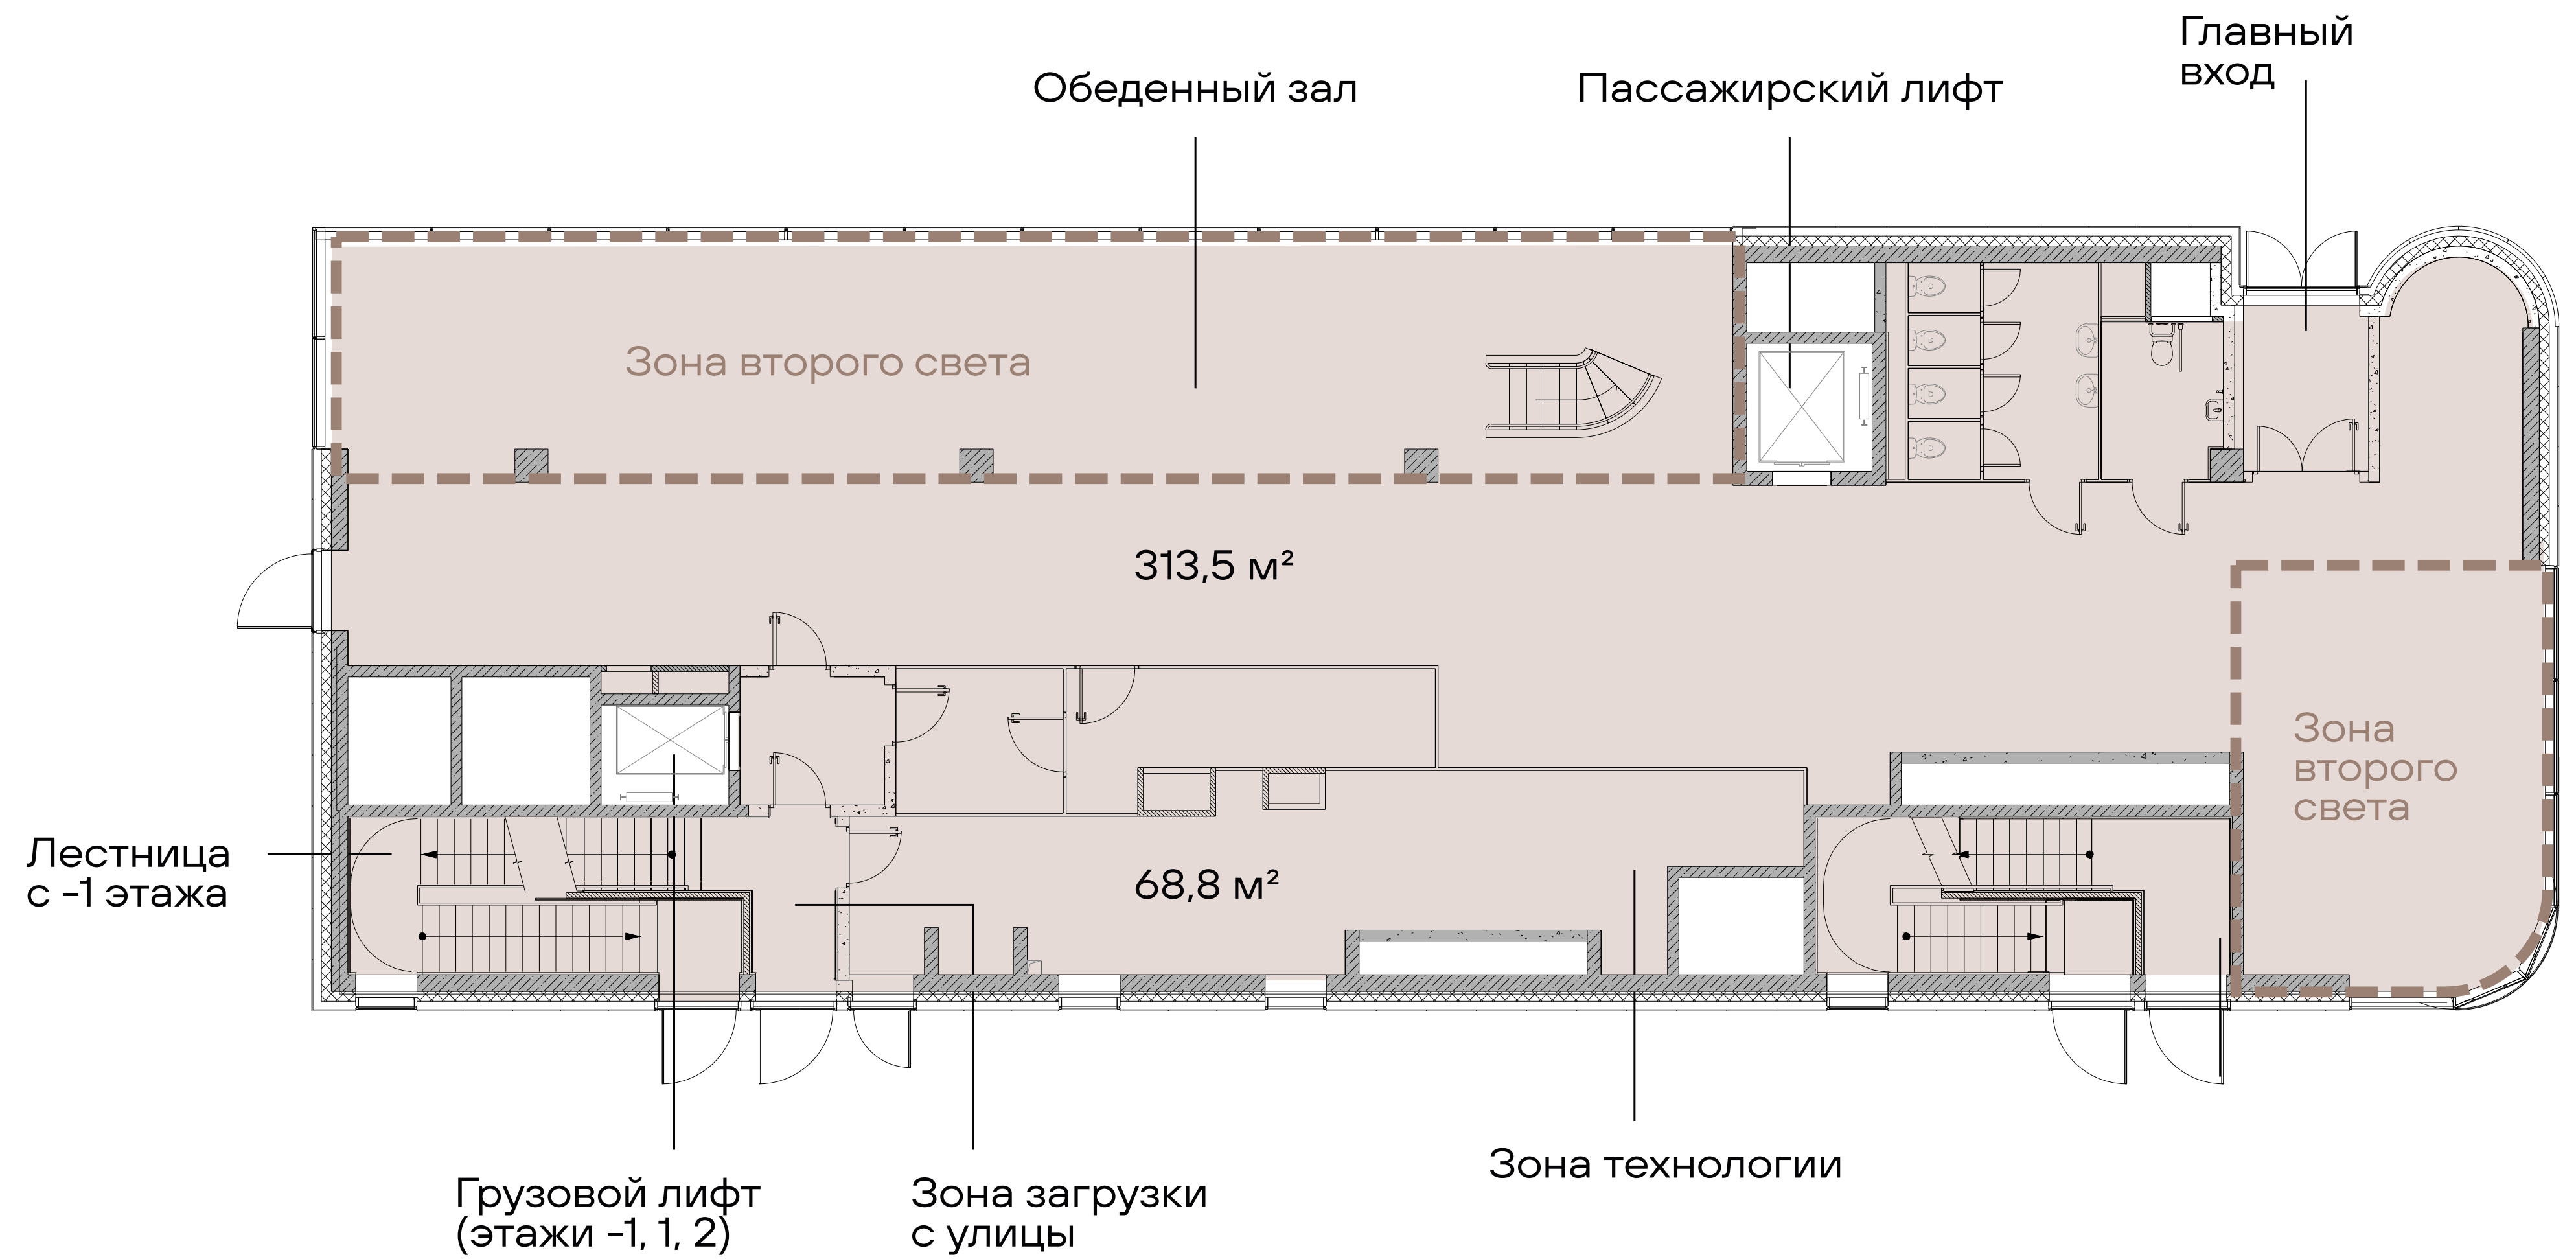 Главный
вход
Обеденный зал
Пассажирский лифт
Зона второго света
313,5 м²
Зона
второго
света
Лестница
с -1 этажа
68,8 м²
Зона технологии
Грузовой лифт
(этажи -1, 1, 2)
Зона загрузки
с улицы